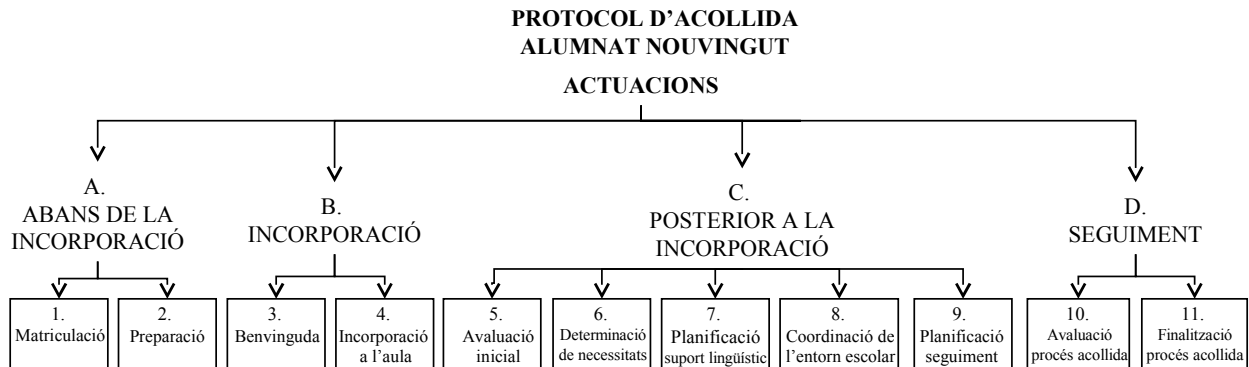 PROTOCOL D’ACOLLIDA
ALUMNAT NOUVINGUT
ACTUACIONS
A.
ABANS DE LA
INCORPORACIÓ
B.
INCORPORACIÓ
C.
POSTERIOR A LA
INCORPORACIÓ
D.
SEGUIMENT
1.
Matriculació
2.
Preparació
3.
Benvinguda
4.
Incorporació
a l’aula
5.
Avaluació
inicial
6.
Determinació
de necessitats
7.
Planificació
suport lingüístic
8.
Coordinació de
l’entorn escolar
9.
Planificació
seguiment
10.
Avaluació
procés acollida
11.
Finalització
procés acollida